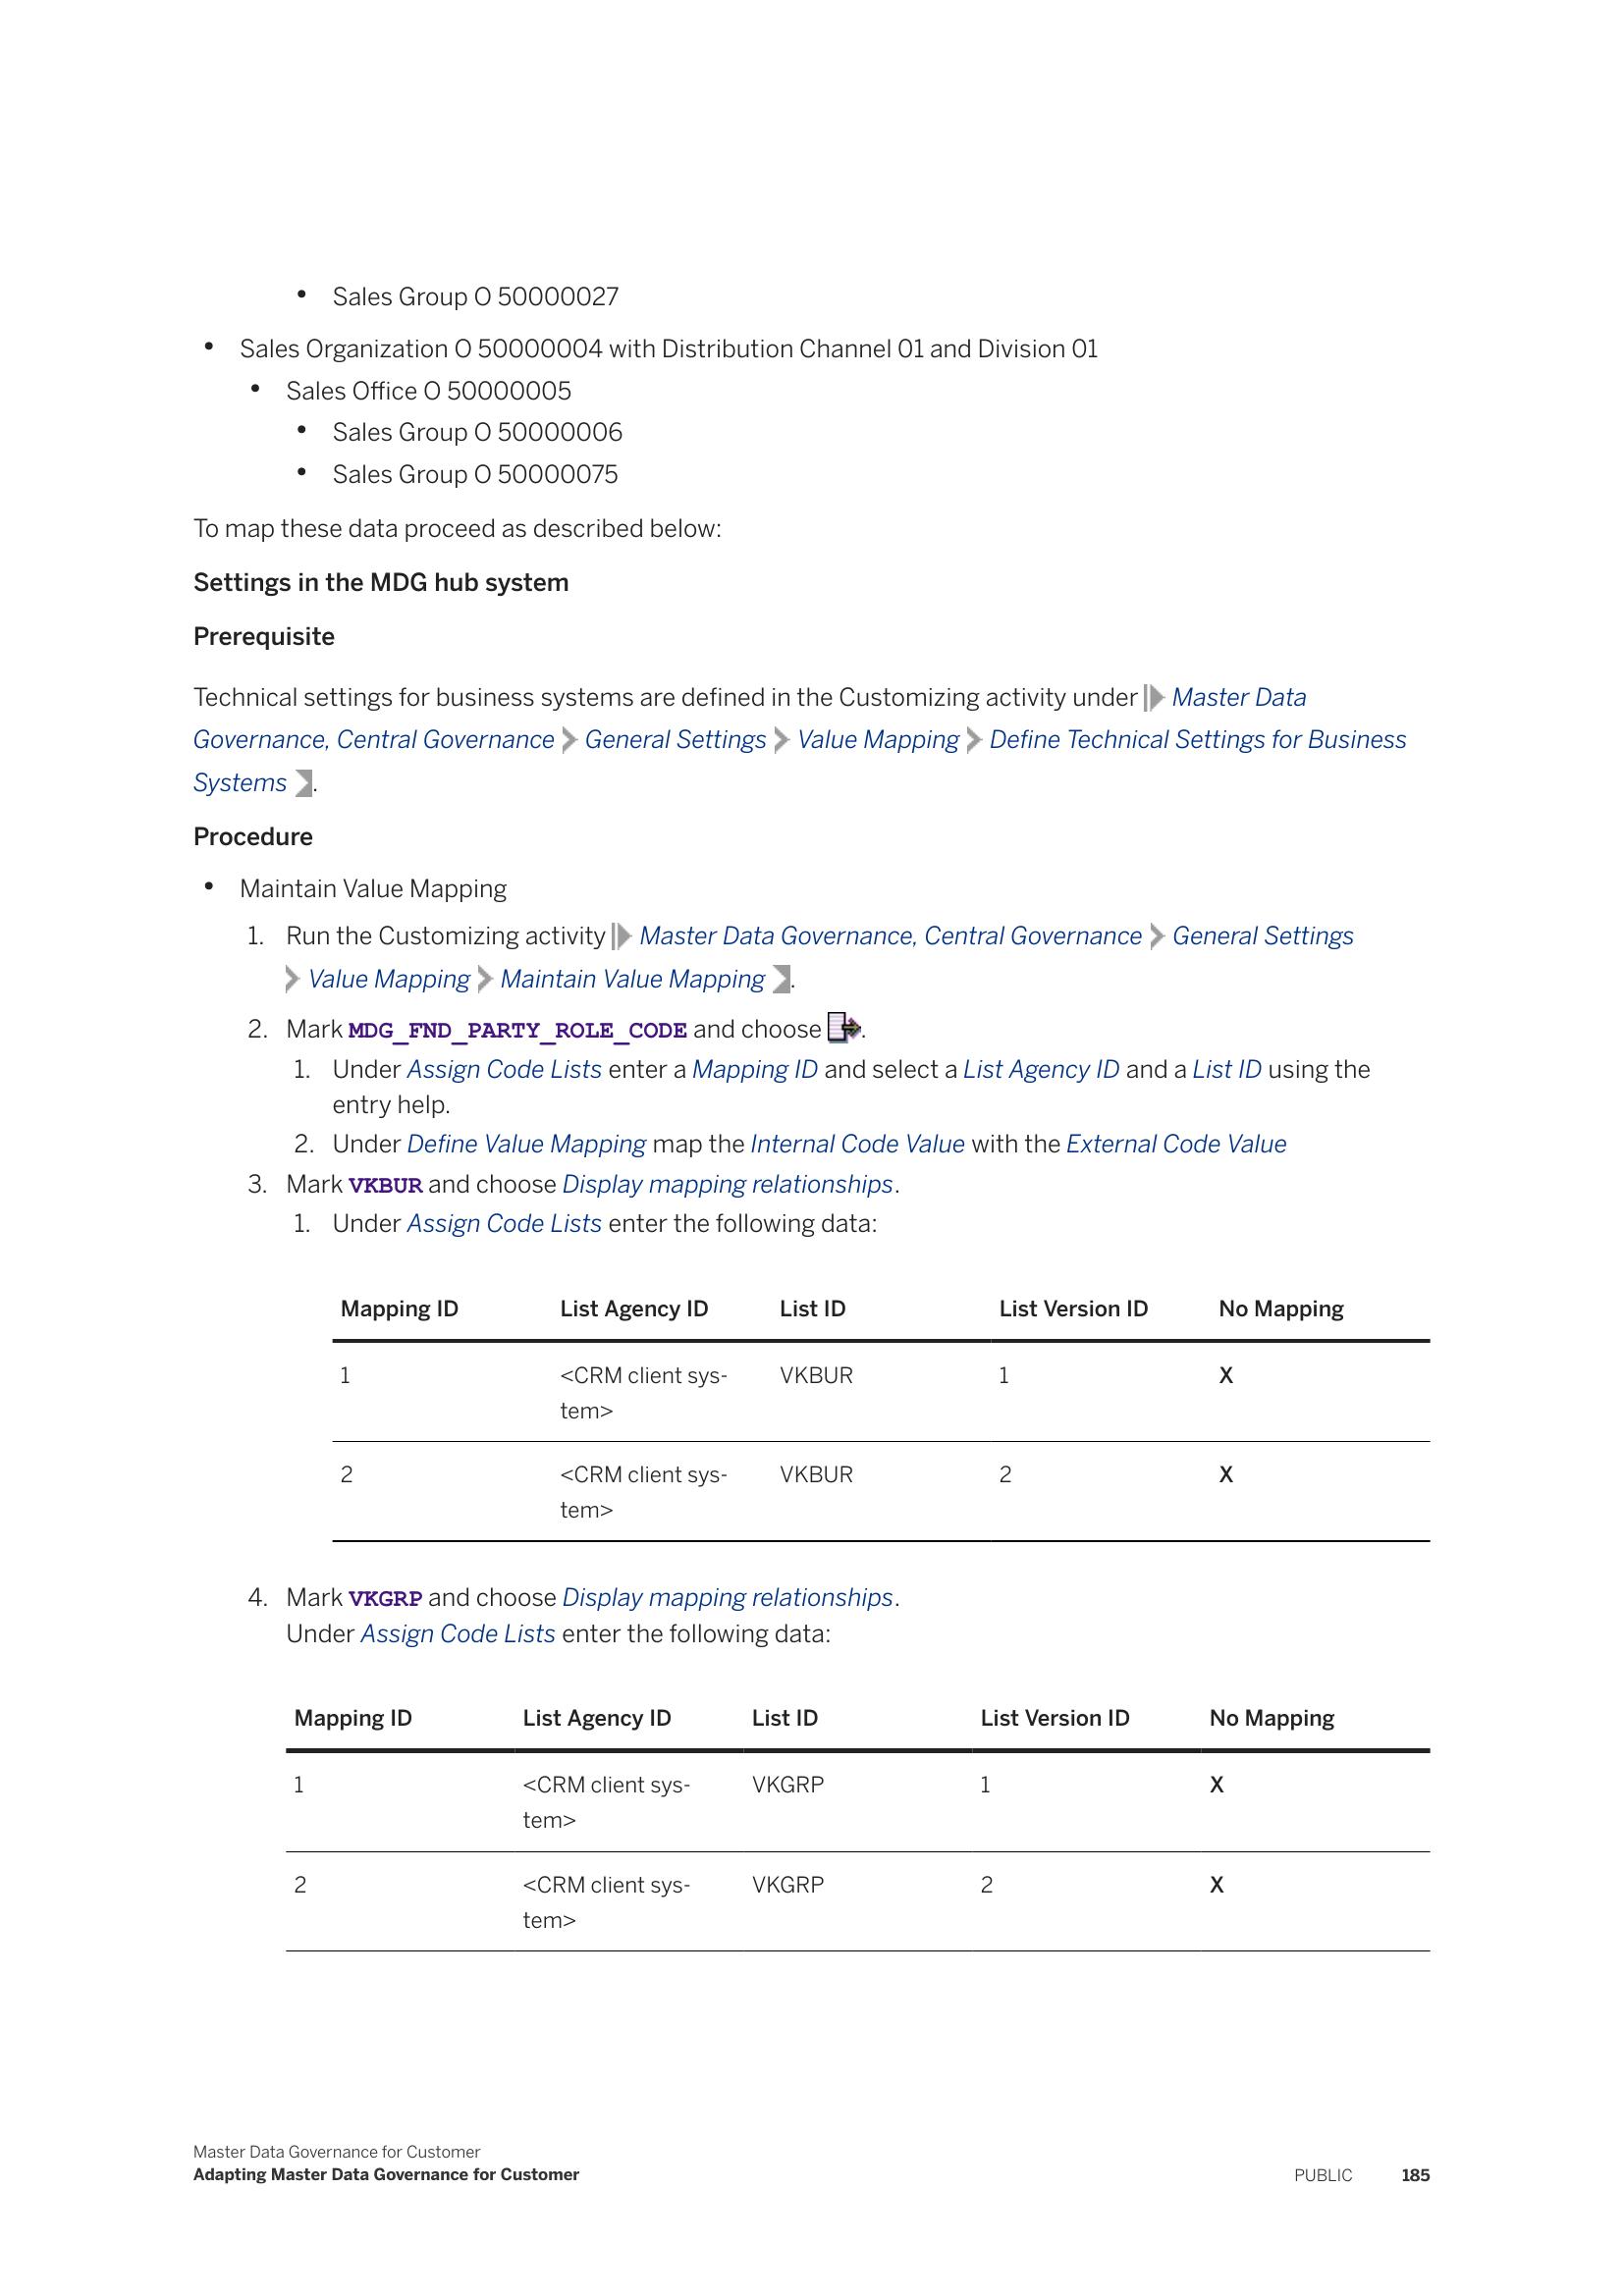 • Sales Group O 50000027
• Sales Organization O 50000004 with Distribution Channel 01 and Division 01
• Sales Office O 50000005
• Sales Group O 50000006
• Sales Group O 50000075
To map these data proceed as described below:
Settings in the MDG hub system
Prerequisite
Technical settings for business systems are defined in the Customizing activity under Master Data
Governance, Central Governance General Settings Value Mapping Define Technical Settings for Business
Systems .
Procedure
• Maintain Value Mapping
1. Run the Customizing activity Master Data Governance, Central Governance General Settings
Value Mapping Maintain Value Mapping .
2. Mark MDG_FND_PARTY_ROLE_CODE and choose .
1. Under Assign Code Lists enter a Mapping ID and select a List Agency ID and a List ID using the
entry help.
2. Under Define Value Mapping map the Internal Code Value with the External Code Value
3. Mark VKBUR and choose Display mapping relationships.
1. Under Assign Code Lists enter the following data:
Mapping ID List Agency ID List ID List Version ID No Mapping
1 <CRM client sys- VKBUR 1 X
tem>
2 <CRM client sys- VKBUR 2 X
tem>
4. Mark VKGRP and choose Display mapping relationships.
Under Assign Code Lists enter the following data:
Mapping ID List Agency ID List ID List Version ID No Mapping
1 <CRM client sys- VKGRP 1 X
tem>
2 <CRM client sys- VKGRP 2 X
tem>
Master Data Governance for Customer
Adapting Master Data Governance for Customer PUBLIC 185